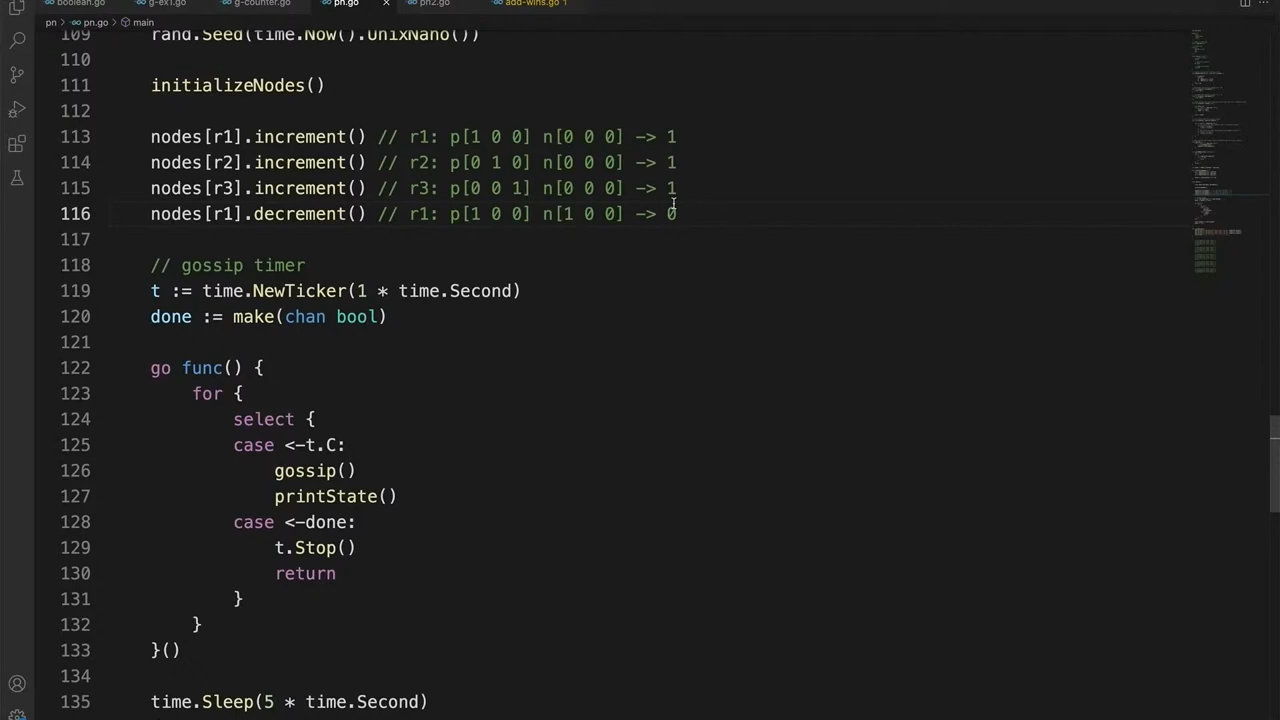 boolean.go g-ex1.go g-counter.go pn.go pn2.go add-wins.go 1
pn > pn.go > main
109 rand.Seed(time.Now().UnixNano())
110
111 initializeNodes()
112
113 nodes[r1].increment() // r1: p[1 0 0] n[0 0 0] -> 1
114 nodes[r2].increment() // r2: p[0 1 0] n[0 0 0] -> 1
115 nodes[r3].increment() // r3: p[0 0 1] n[0 0 0] -> 1
116 nodes[r1].decrement() // r1: p[1 0 0] n[1 0 0] -> 0
117
118 // gossip timer
119 t := time.NewTicker(1 * time.Second)
120 done := make(chan bool)
121
122 go func() {
123 for {
124 select {
125 case <-t.C:
126 gossip()
127 printState()
128 case <-done:
129 t.Stop()
130 return
131 }
132 }
133 }()
134
135 time.Sleep(5 * time.Second)